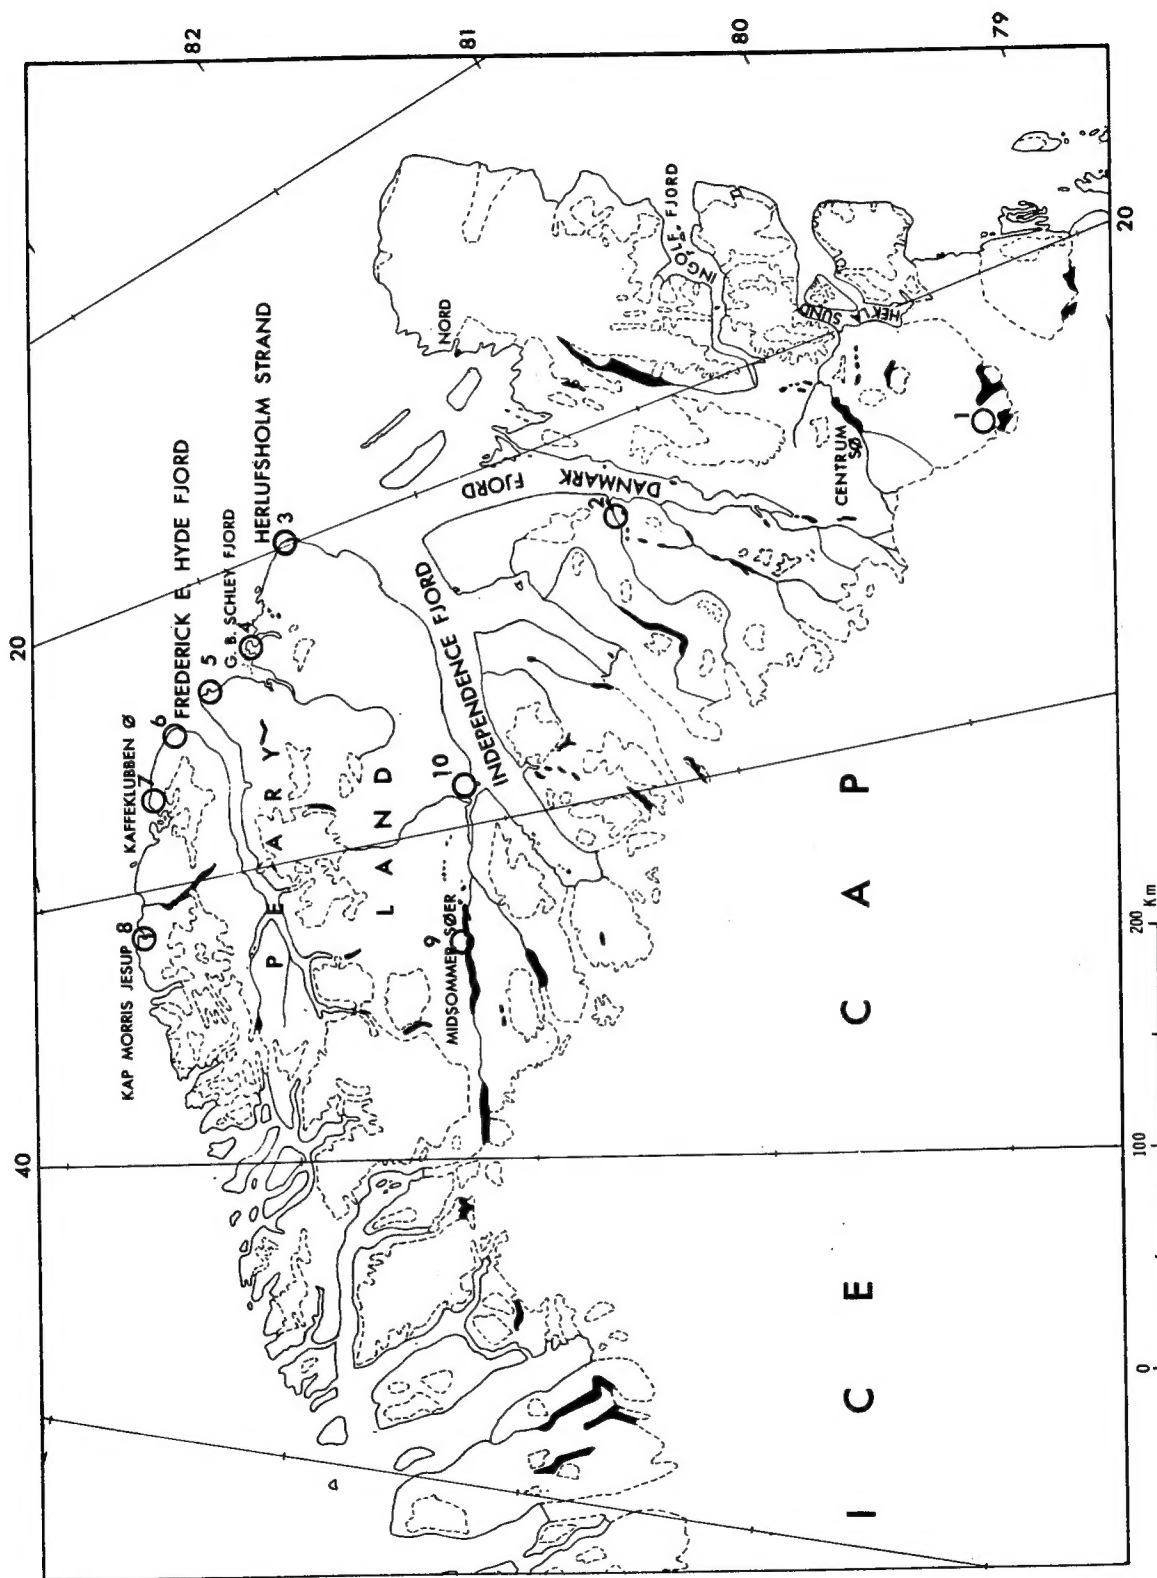 82
81
80
79
20
20
40
KAP MORRIS JESUP 8
KAFFEKLUBBEN Ø
7
6
FREDERICK E. HYDE FJORD
5
G. B. SCHLEY FJORD
4
HERLUFSHOLM STRAND
3
NORD
PEARY
LAND
INDEPENDENCE FJORD
10
MIDSOMMER SØER
9
DANMARK
FJORD
2
INGOLF FJORD
HEKLA
SUND
CENTRUM
SØ
1
ICE CAP
0 100 200 Km